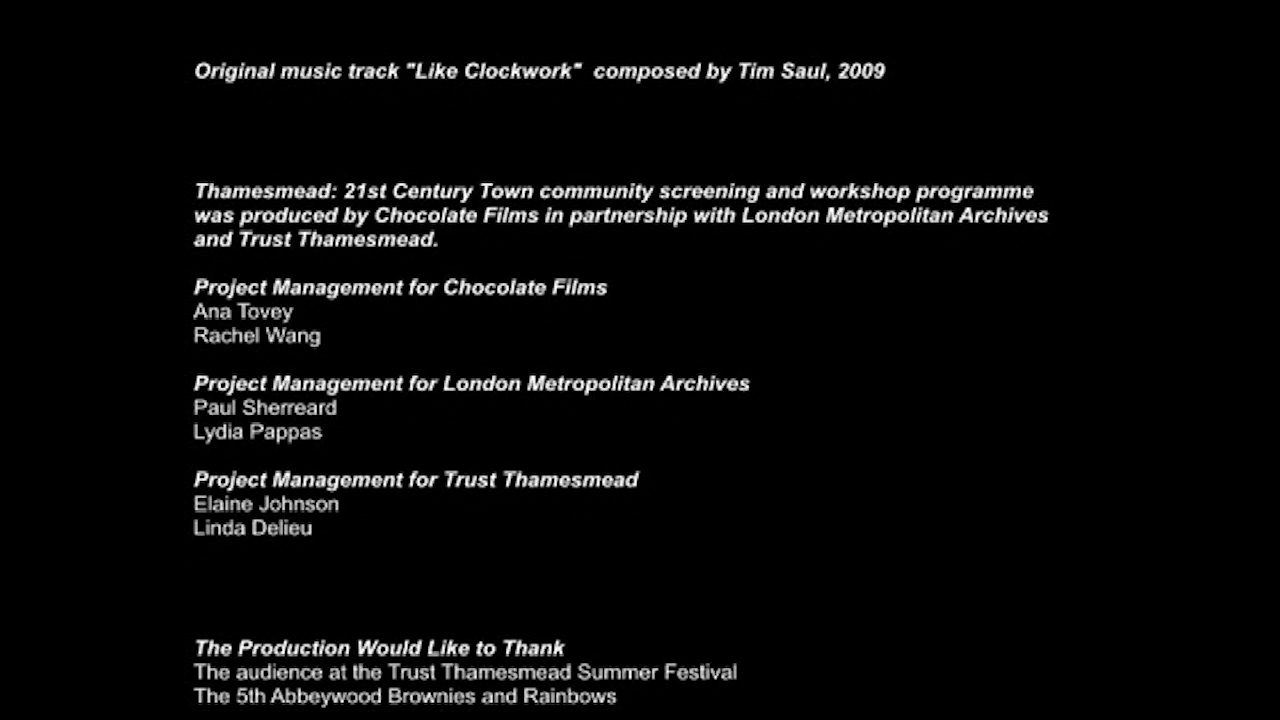 Original music track "Like Clockwork"  composed by Tim Saul, 2009
Thamesmead: 21st Century Town community screening and workshop programme
was produced by Chocolate Films in partnership with London Metropolitan Archives
and Trust Thamesmead.
Project Management for Chocolate Films
Ana Tovey
Rachel Wang
Project Management for London Metropolitan Archives
Paul Sherreard
Lydia Pappas
Project Management for Trust Thamesmead
Elaine Johnson
Linda Delieu
The Production Would Like to Thank
The audience at the Trust Thamesmead Summer Festival
The 5th Abbeywood Brownies and Rainbows